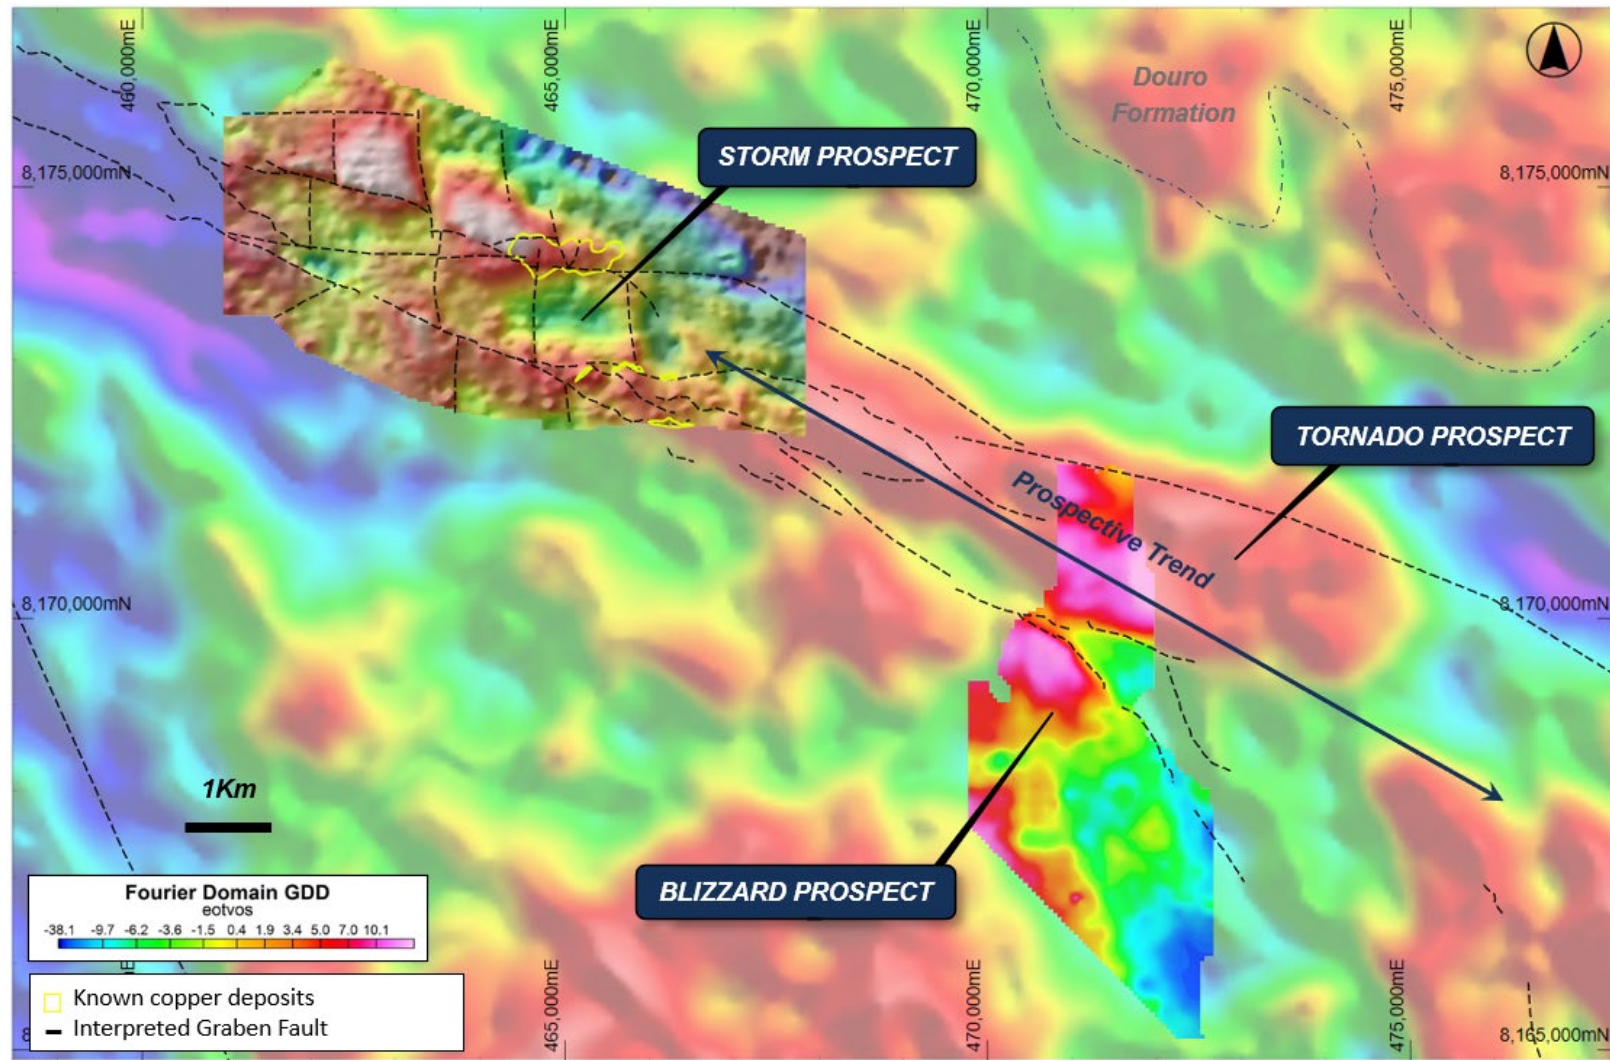 460,000mE
465,000mE
470,000mE
475,000mE
Douro
Formation
STORM PROSPECT
8,175,000mN
8,175,000mN
TORNADO PROSPECT
Prospective Trend
8,170,000mN
8,170,000mN
1Km
BLIZZARD PROSPECT
Fourier Domain GDD
eotvos
-38.1 -9.7 -6.2 -3.6 -1.5 0.4 1.9 3.4 5.0 7.0 10.1
Known copper deposits
Interpreted Graben Fault
465,000mE
470,000mE
475,000mE
8,165,000mN